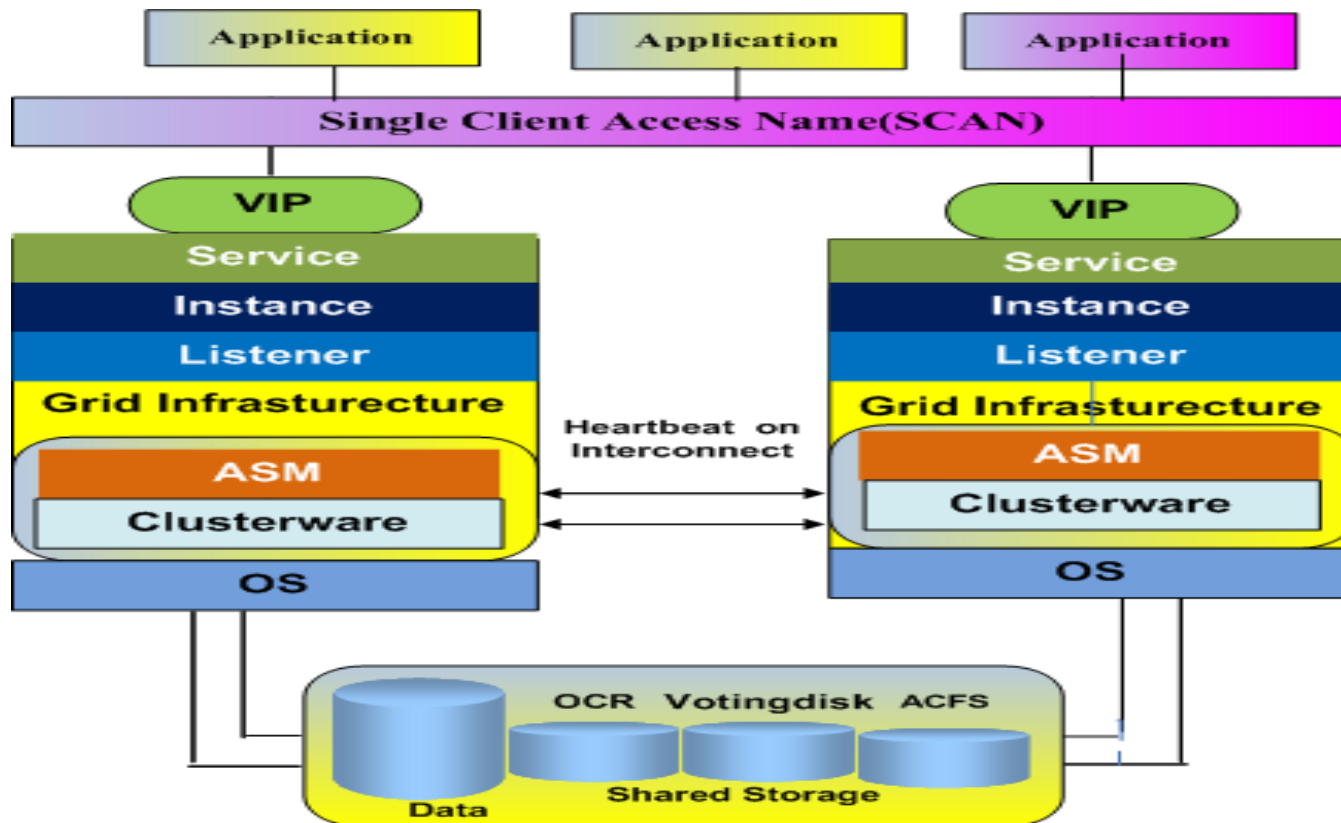 Application
Application
Application
Single Client Access Name(SCAN)
VIP
Service
Instance
Listener
Grid Infrasturecture
ASM
Clusterware
OS
Heartbeat on
Interconnect
VIP
Service
Instance
Listener
Grid Infrasturecture
ASM
Clusterware
OS
OCR Votingdisk ACFS
Shared Storage
Data